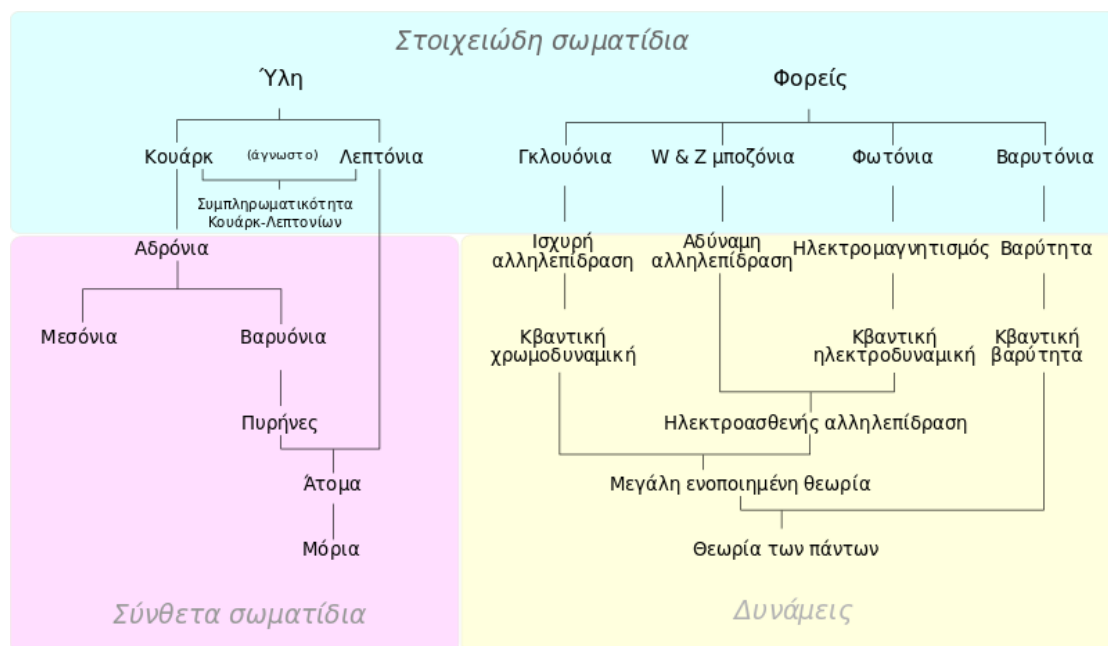 Στοιχειώδη σωματίδια
Ύλη
Φορείς
Κουάρκ
(άγνωστο)
Λεπτόνια
Γκλουόνια
W & Z μποζόνια
Φωτόνια
Βαρυτόνια
Συμπληρωματικότητα
Κουάρκ-Λεπτονίων
Αδρόνια
Ισχυρή
αλληλεπίδραση
Αδύναμη
αλληλεπίδραση
Ηλεκτρομαγνητισμός
Βαρύτητα
Μεσόνια
Βαρυόνια
Κβαντική
χρωμοδυναμική
Κβαντική
ηλεκτροδυναμική
Κβαντική
βαρύτητα
Πυρήνες
Ηλεκτροασθενής αλληλεπίδραση
Άτομα
Μεγάλη ενοποιημένη θεωρία
Μόρια
Θεωρία των πάντων
Σύνθετα σωματίδια
Δυνάμεις